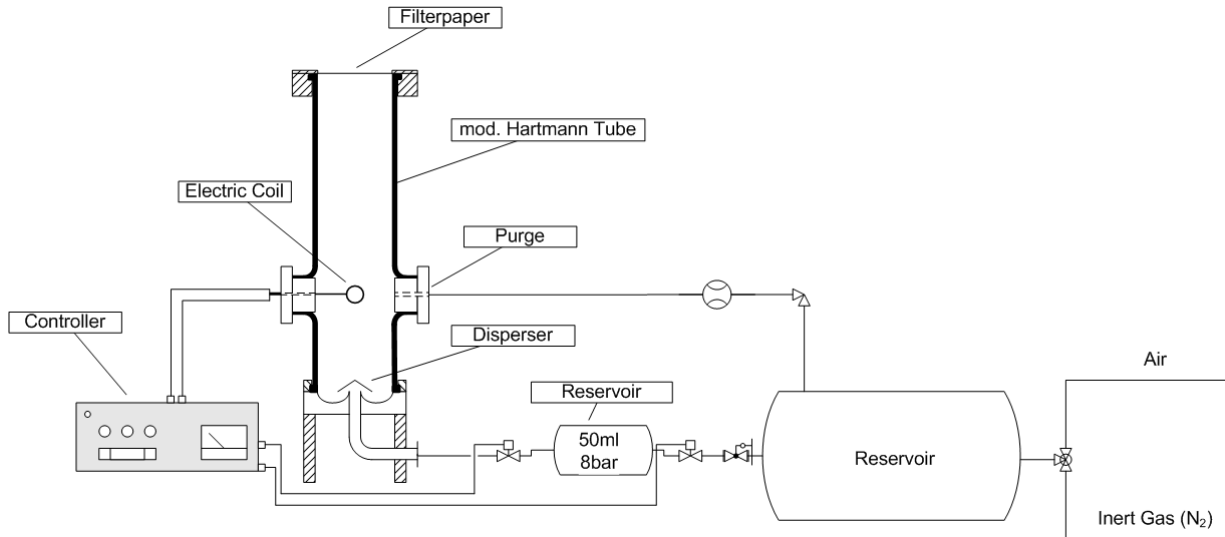 Filterpaper
mod. Hartmann Tube
Electric Coil
Purge
Controller
Disperser
Air
Reservoir
50ml
8bar
Reservoir
Inert Gas (N₂)